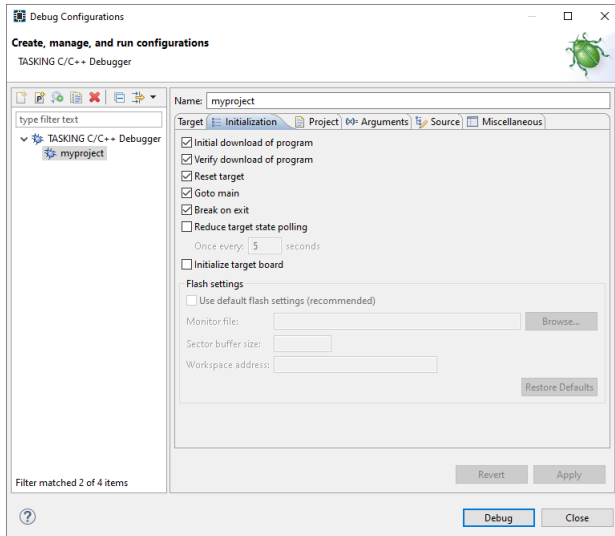 Debug Configurations
Create, manage, and run configurations
TASKING C/C++ Debugger
Name: myproject
type filter text
Target Initialization Project (x)= Arguments Source Miscellaneous
TASKING C/C++ Debugger
myproject
Initial download of program
Verify download of program
Reset target
Goto main
Break on exit
Reduce target state polling
Once every: 5 seconds
Initialize target board
Flash settings
Use default flash settings (recommended)
Monitor file: Browse...
Sector buffer size:
Workspace address:
Restore Defaults
Filter matched 2 of 4 items
Revert Apply
Debug Close